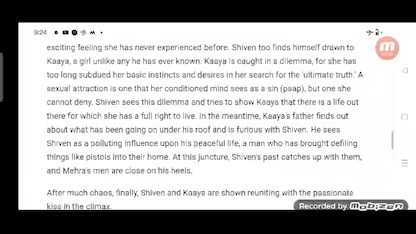 9:24
exciting feeling she has never experienced before. Shiven too finds himself drawn to
Kaaya, a girl unlike any he has ever known. Kaaya is caught in a dilemma, for she has
too long subdued her basic instincts and desires in her search for the 'ultimate truth.' A
sexual attraction is one that her conditioned mind sees as a sin (paap), but one she
cannot deny. Shiven sees this dilemma and tries to show Kaaya that there is a life out
there for which she has a full right to live. In the meantime, Kaaya's father finds out
about what has been going on under his roof and is furious with Shiven. He sees
Shiven as a polluting influence upon his peaceful life, a man who has brought defiling
things like pistols into their home. At this juncture, Shiven's past catches up with them,
and Mehra's men are close on his heels.
After much chaos, finally, Shiven and Kaaya are shown reuniting with the passionate
kiss in the climax.
Recorded by Mobizen